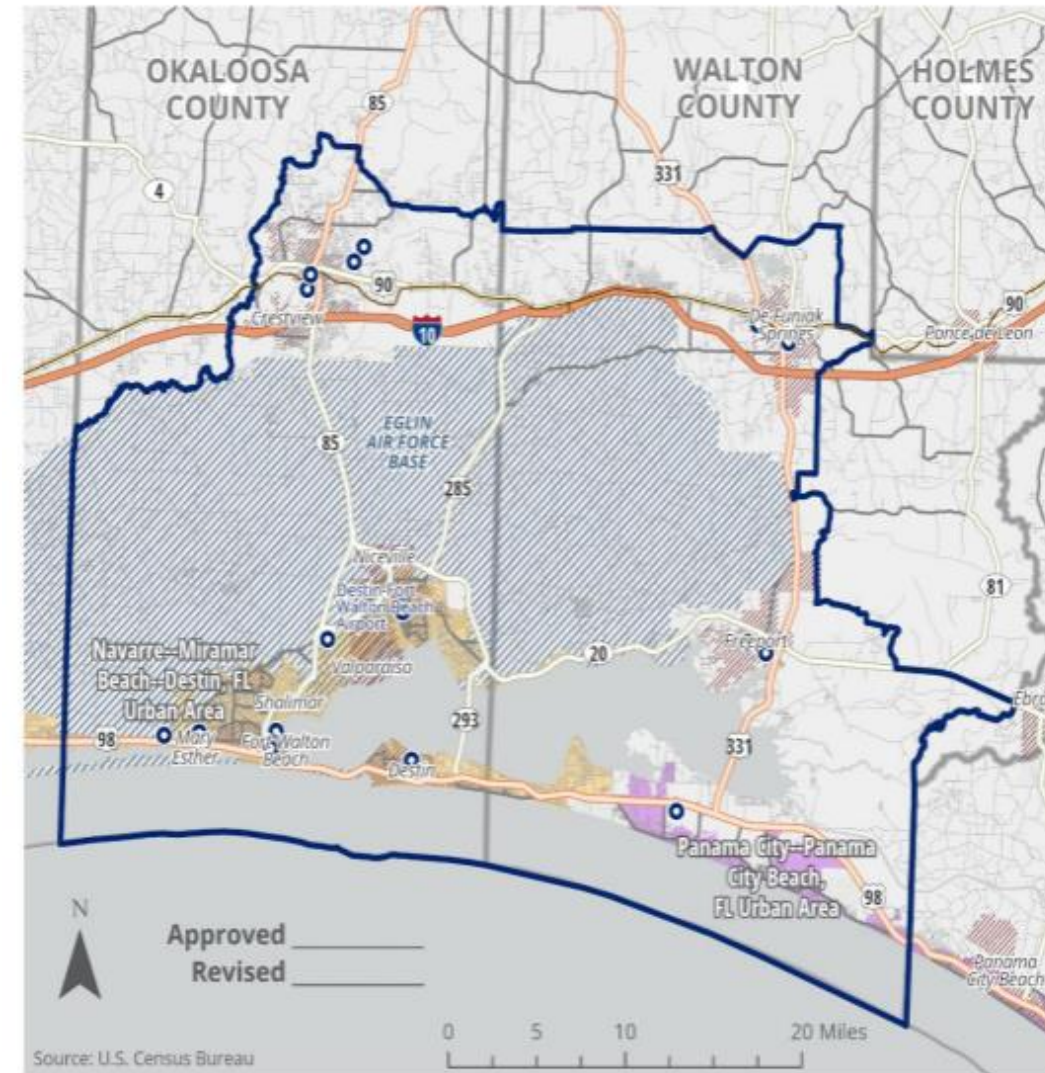 OKALOOSA
COUNTY
WALTON
COUNTY
HOLMES
COUNTY
85
331
4
90
Crestview
10
De Funiak
Springs
90
Ponce de Leon
EGLIN
AIR FORCE
BASE
85
285
Niceville
81
Destin-Fort
Walton Beach
Airport
Navarre--Miramar
Beach--Destin, FL
Urban Area
Valparaiso
20
Freeport
Shalimar
293
98
Mary
Esther
Fort Walton
Beach
331
Destin
Panama City--Panama
City Beach,
FL Urban Area
98
N
Approved
Revised
Panama
City Beach
0 5 10 20 Miles
Source: U.S. Census Bureau